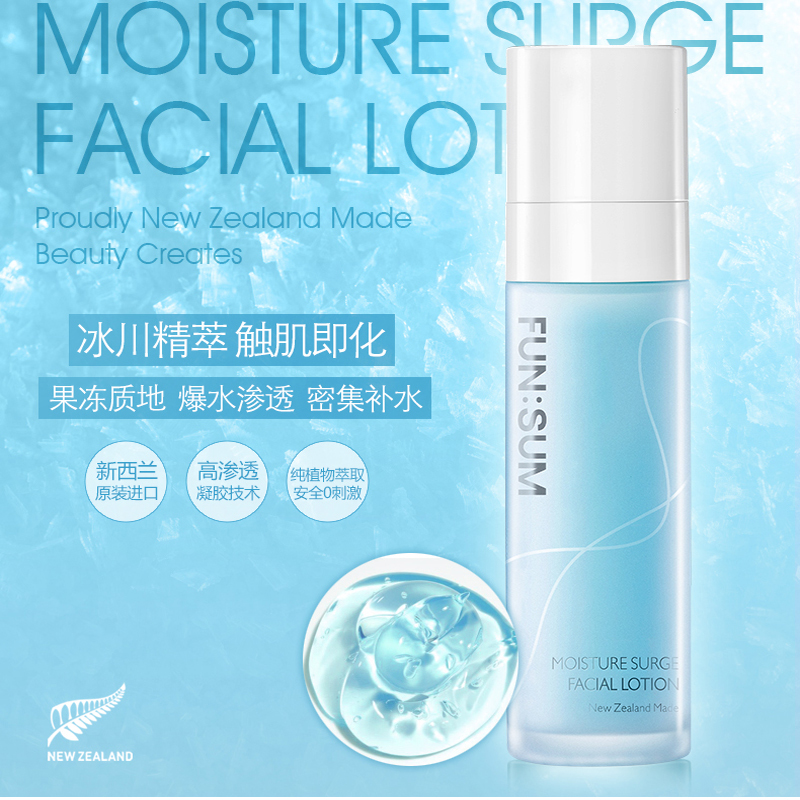 MOISTURE SURGE
FACIAL LOT
Proudly New Zealand Made
Beauty Creates
冰川精萃 触肌即化
果冻质地 爆水渗透 密集补水
新西兰
原装进口
高渗透
凝胶技术
纯植物萃取
安全0刺激
FUN:SUM
MOISTURE SURGE
FACIAL LOTION
New Zealand Made
NEW ZEALAND